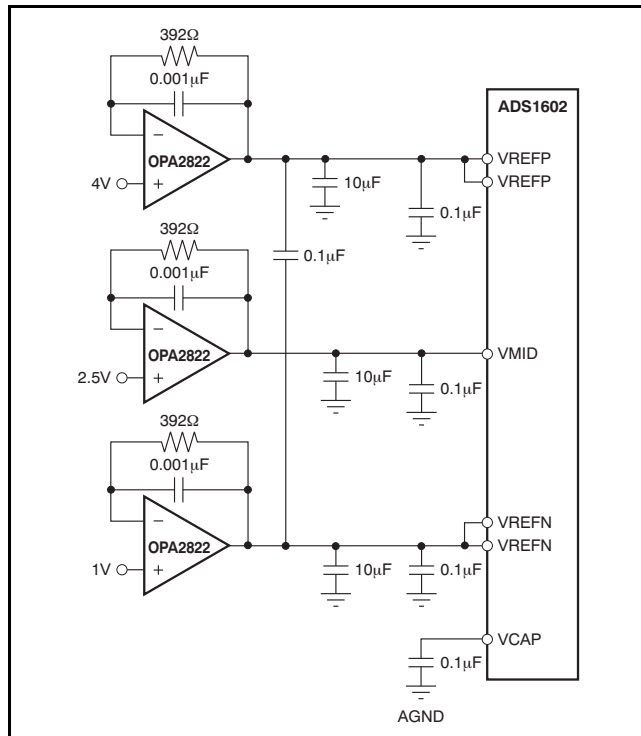 392Ω
0.001μF
ADS1602
OPA2822
−
+
4V
VREFP
VREFP
10μF
0.1μF
0.1μF
392Ω
0.001μF
OPA2822
−
+
2.5V
VMID
10μF
0.1μF
392Ω
0.001μF
OPA2822
−
+
1V
VREFN
VREFN
10μF
0.1μF
VCAP
0.1μF
AGND